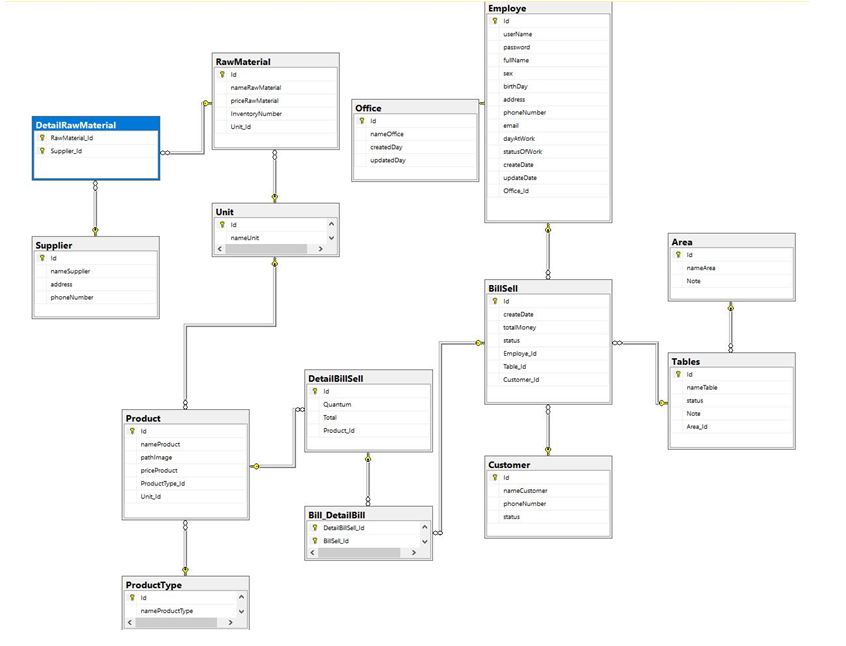 Employe
Id
userName
password
fullName
sex
birthDay
address
phoneNumber
email
dayAtWork
statusOfWork
createDate
updateDate
Office_Id
RawMaterial
Id
nameRawMaterial
priceRawMaterial
InventoryNumber
Unit_Id
Office
Id
nameOffice
createdDay
updatedDay
DetailRawMaterial
RawMaterial_Id
Supplier_Id
Unit
Id
nameUnit
Supplier
Id
nameSupplier
address
phoneNumber
Area
Id
nameArea
Note
BillSell
Id
createDate
totalMoney
status
Employe_Id
Table_Id
Customer_Id
Tables
Id
nameTable
status
Note
Area_Id
DetailBillSell
Id
Quantum
Total
Product_Id
Product
Id
nameProduct
pathImage
priceProduct
ProductType_Id
Unit_Id
Customer
Id
nameCustomer
phoneNumber
status
Bill_DetailBill
DetailBillSell_Id
BillSell_Id
ProductType
Id
nameProductType